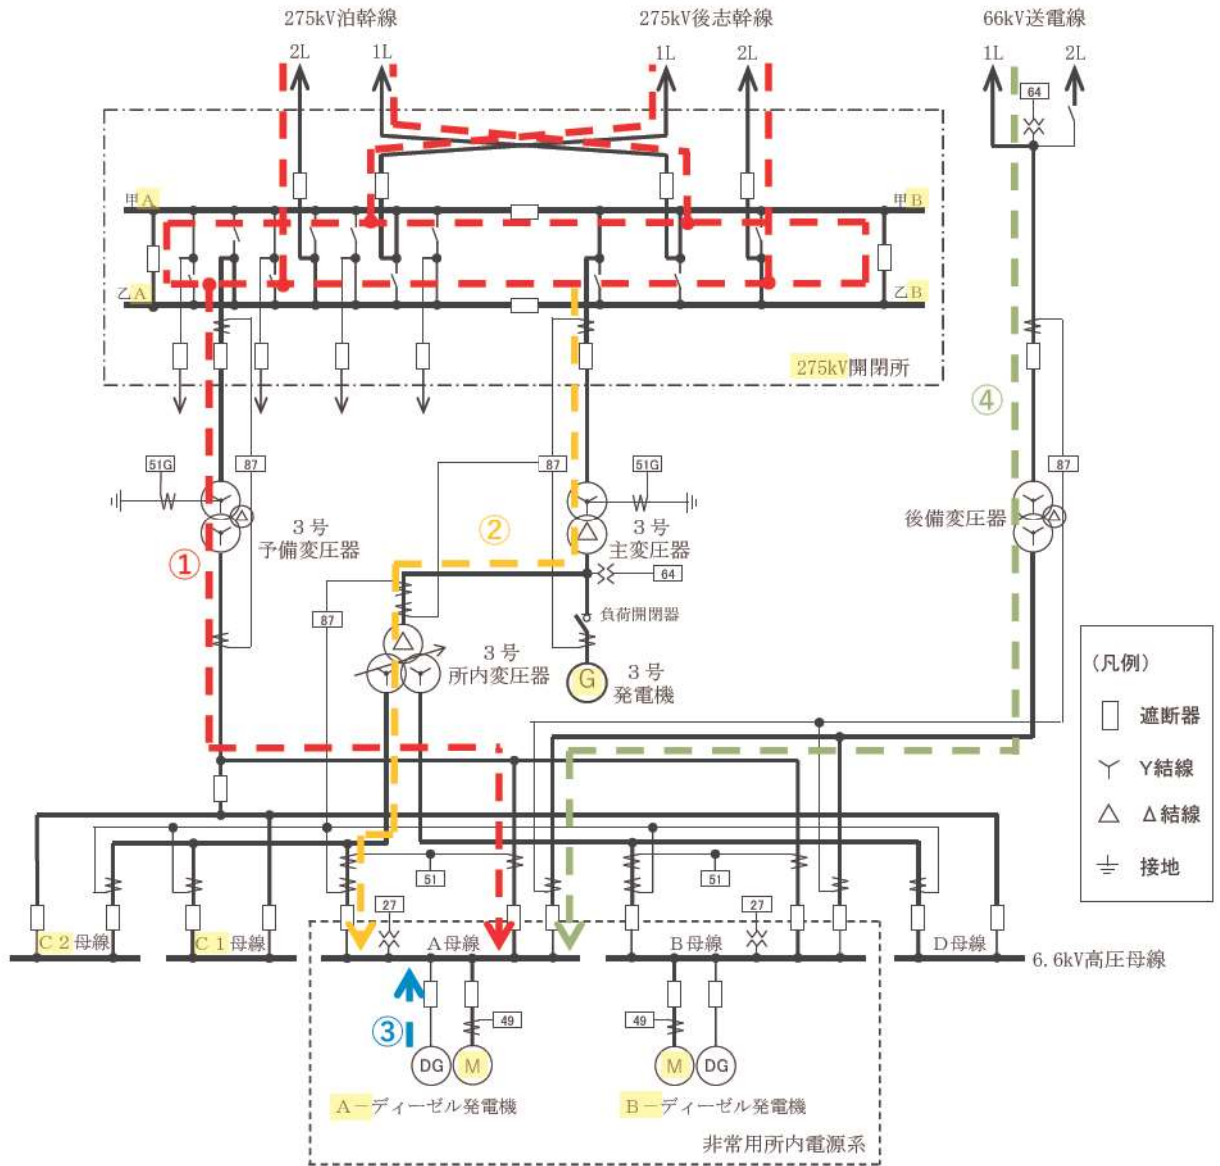 275kV泊幹線
275kV後志幹線
66kV送電線
2L
1L
1L
2L
1L
2L
64
甲A
甲B
乙A
乙B
275kV開閉所
④
51G
87
87
51G
87
3号
予備変圧器
②
3号
主変圧器
後備変圧器
①
64
87
負荷開閉器
3号
所内変圧器
G
3号
発電機
(凡例)
遮断器
Y結線
Δ結線
接地
51
51
27
27
C2母線
C1母線
A母線
B母線
D母線
6.6kV高圧母線
③
49
49
DG
M
M
DG
A-ディーゼル発電機
B-ディーゼル発電機
非常用所内電源系